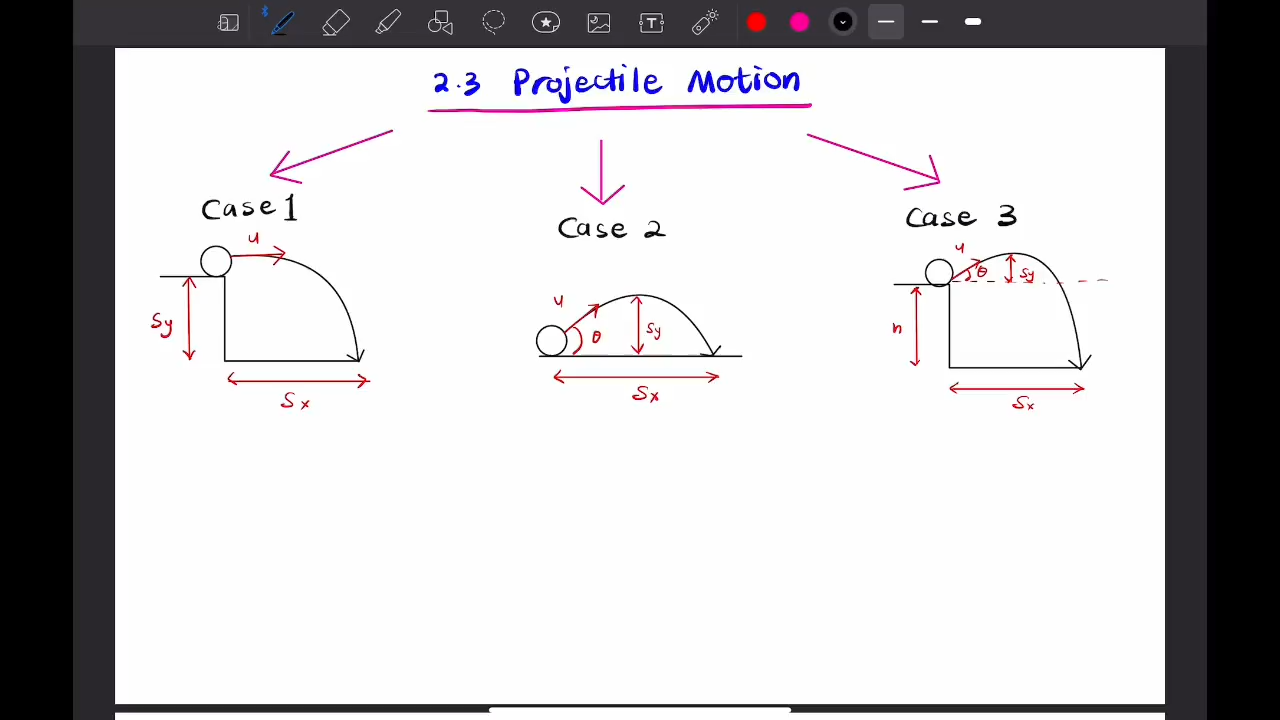 2.3 Projectile Motion
Case 1
u
Sy
Sx
Case 2
u
θ
Sy
Sx
Case 3
u
θ
Sy
h
Sx
T